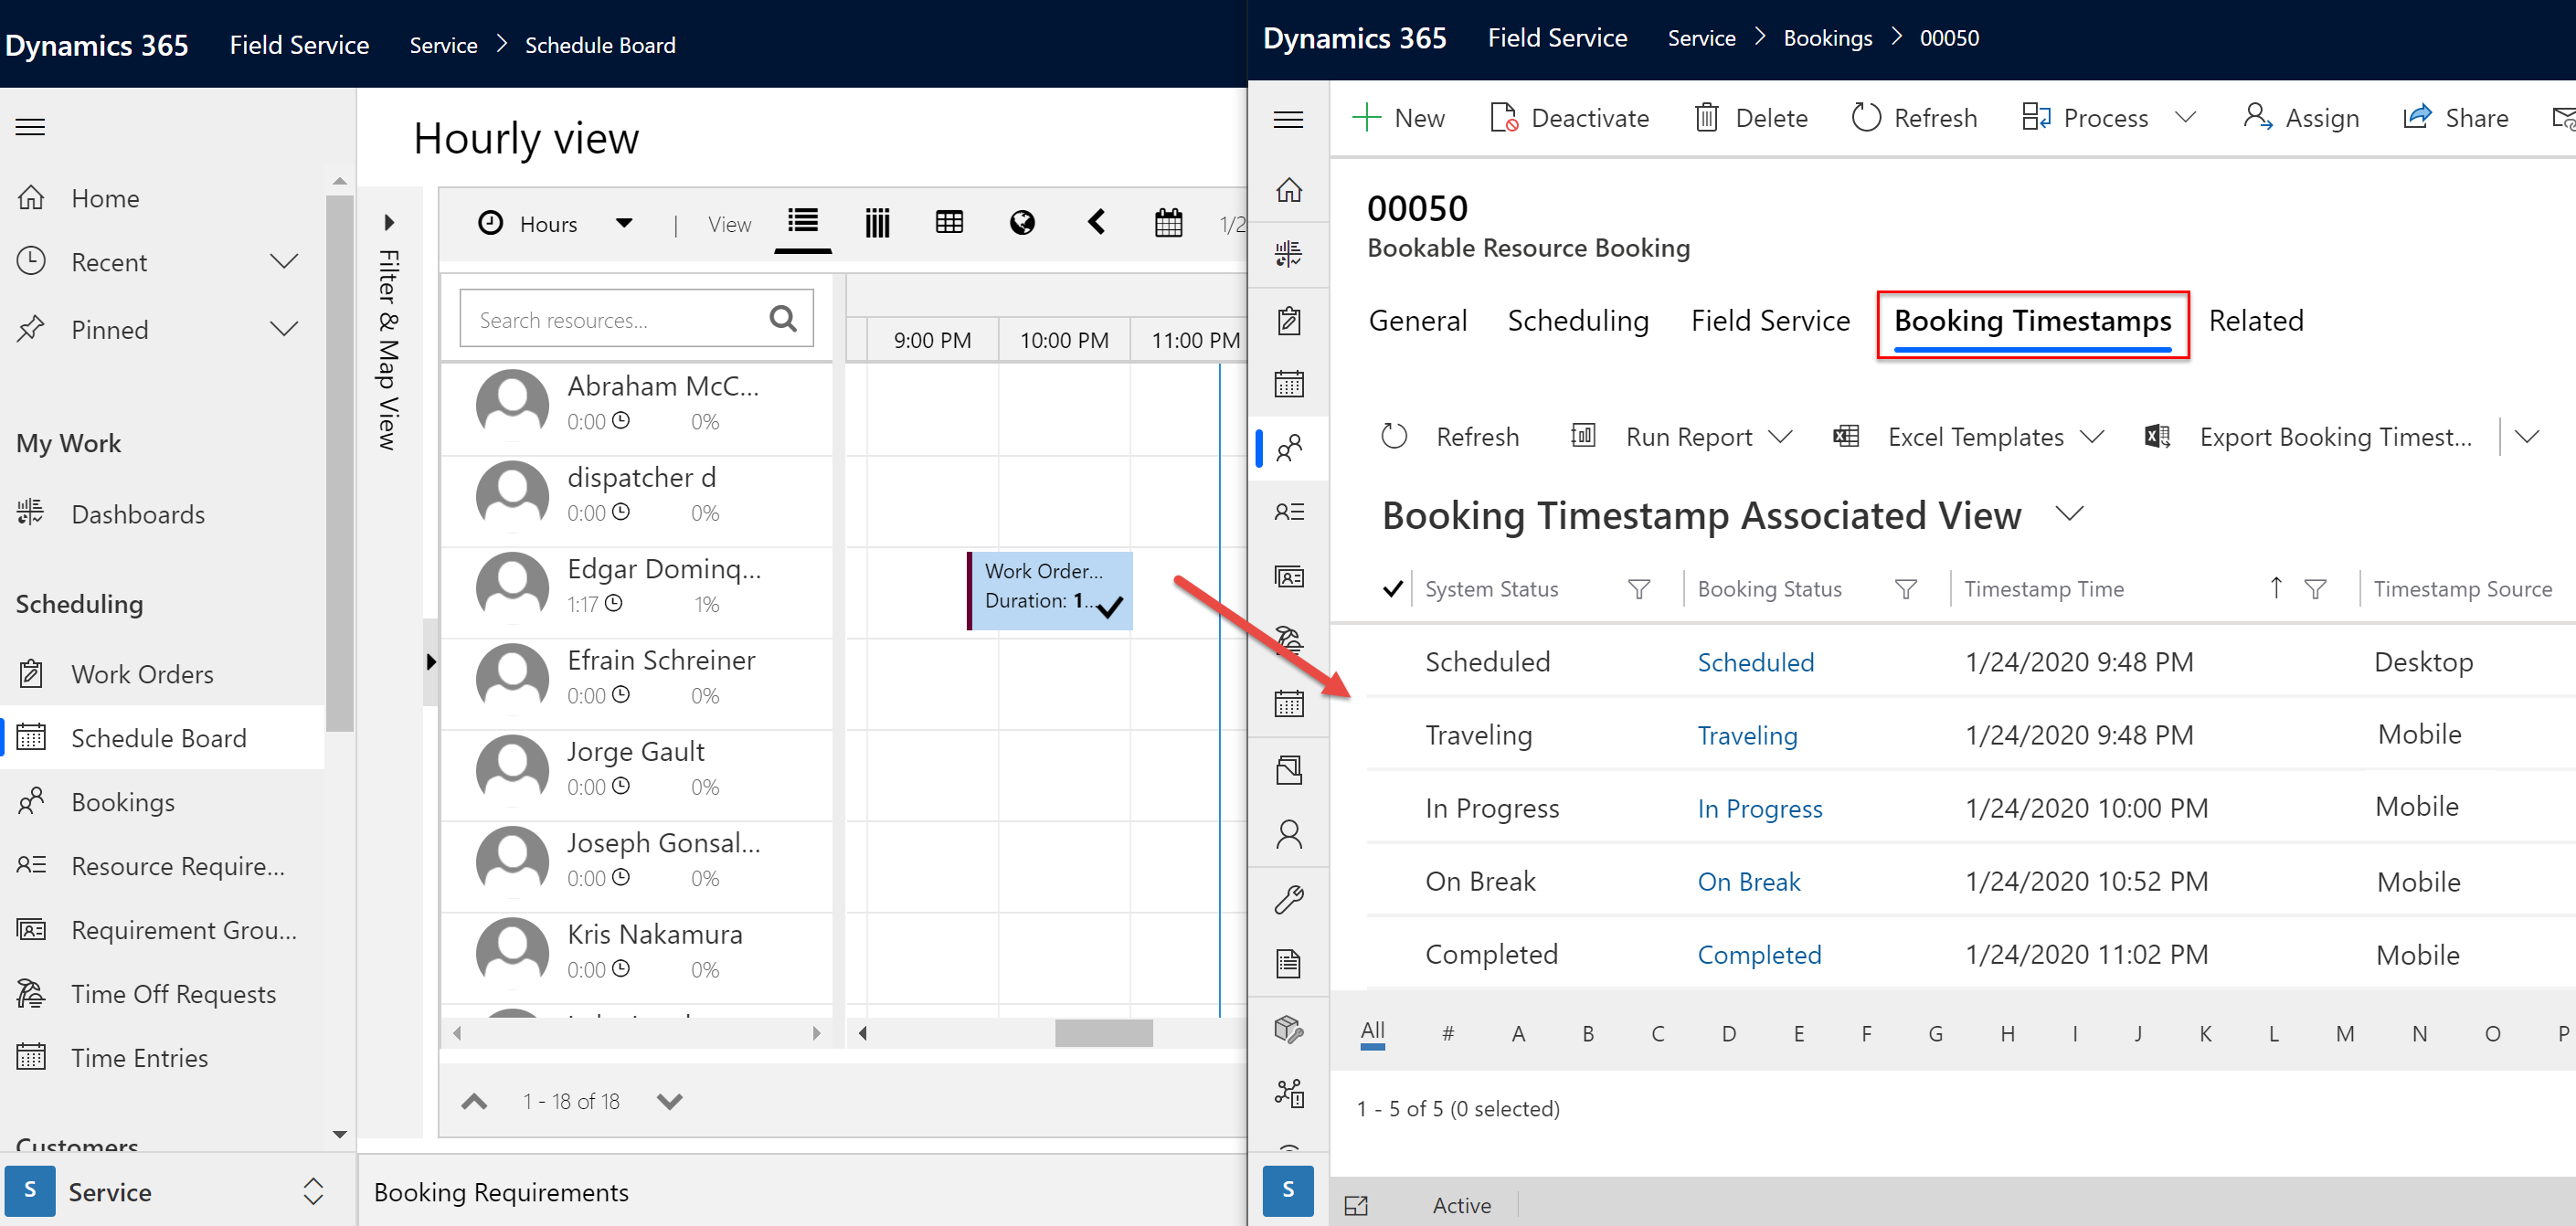 Dynamics 365 Field Service Service > Schedule Board
Home
Recent
Pinned
My Work
Dashboards
Scheduling
Work Orders
Schedule Board
Bookings
Resource Require...
Requirement Grou...
Time Off Requests
Time Entries
Customers
S Service
Hourly view
Filter & Map View
Hours | View 1/2
Search resources...
9:00 PM 10:00 PM 11:00 PM
Abraham McC...
0:00 0%
dispatcher d
0:00 0%
Edgar Dominq...
1:17 1%
Work Order...
Duration: 1...
Efrain Schreiner
0:00 0%
Jorge Gault
0:00 0%
Joseph Gonsal...
0:00 0%
Kris Nakamura
0:00 0%
1 - 18 of 18
Booking Requirements
Dynamics 365 Field Service Service > Bookings > 00050
New Deactivate Delete Refresh Process Assign Share
00050
Bookable Resource Booking
General Scheduling Field Service Booking Timestamps Related
Refresh Run Report Excel Templates Export Booking Timest...
Booking Timestamp Associated View
System Status Booking Status Timestamp Time Timestamp Source
Scheduled Scheduled 1/24/2020 9:48 PM Desktop
Traveling Traveling 1/24/2020 9:48 PM Mobile
In Progress In Progress 1/24/2020 10:00 PM Mobile
On Break On Break 1/24/2020 10:52 PM Mobile
Completed Completed 1/24/2020 11:02 PM Mobile
All # A B C D E F G H I J K L M N O P
1 - 5 of 5 (0 selected)
S
Active